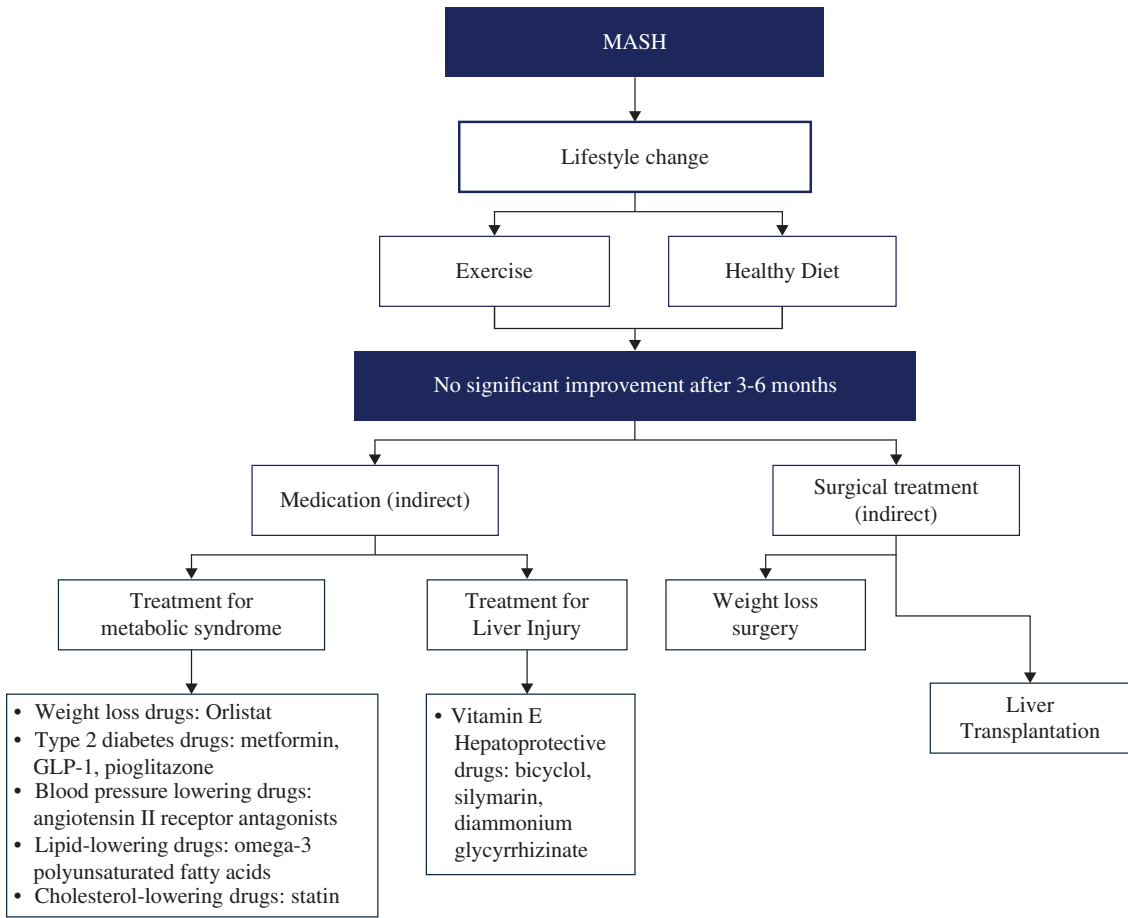 MASH
Lifestyle change
Exercise
Healthy Diet
No significant improvement after 3-6 months
Medication (indirect)
Surgical treatment
(indirect)
Treatment for
metabolic syndrome
Treatment for
Liver Injury
Weight loss
surgery
• Weight loss drugs: Orlistat
• Type 2 diabetes drugs: metformin,
GLP-1, pioglitazone
• Blood pressure lowering drugs:
angiotensin II receptor antagonists
• Lipid-lowering drugs: omega-3
polyunsaturated fatty acids
• Cholesterol-lowering drugs: statin
• Vitamin E
Hepatoprotective
drugs: bicyclol,
silymarin,
diammonium
glycyrrhizinate
Liver
Transplantation